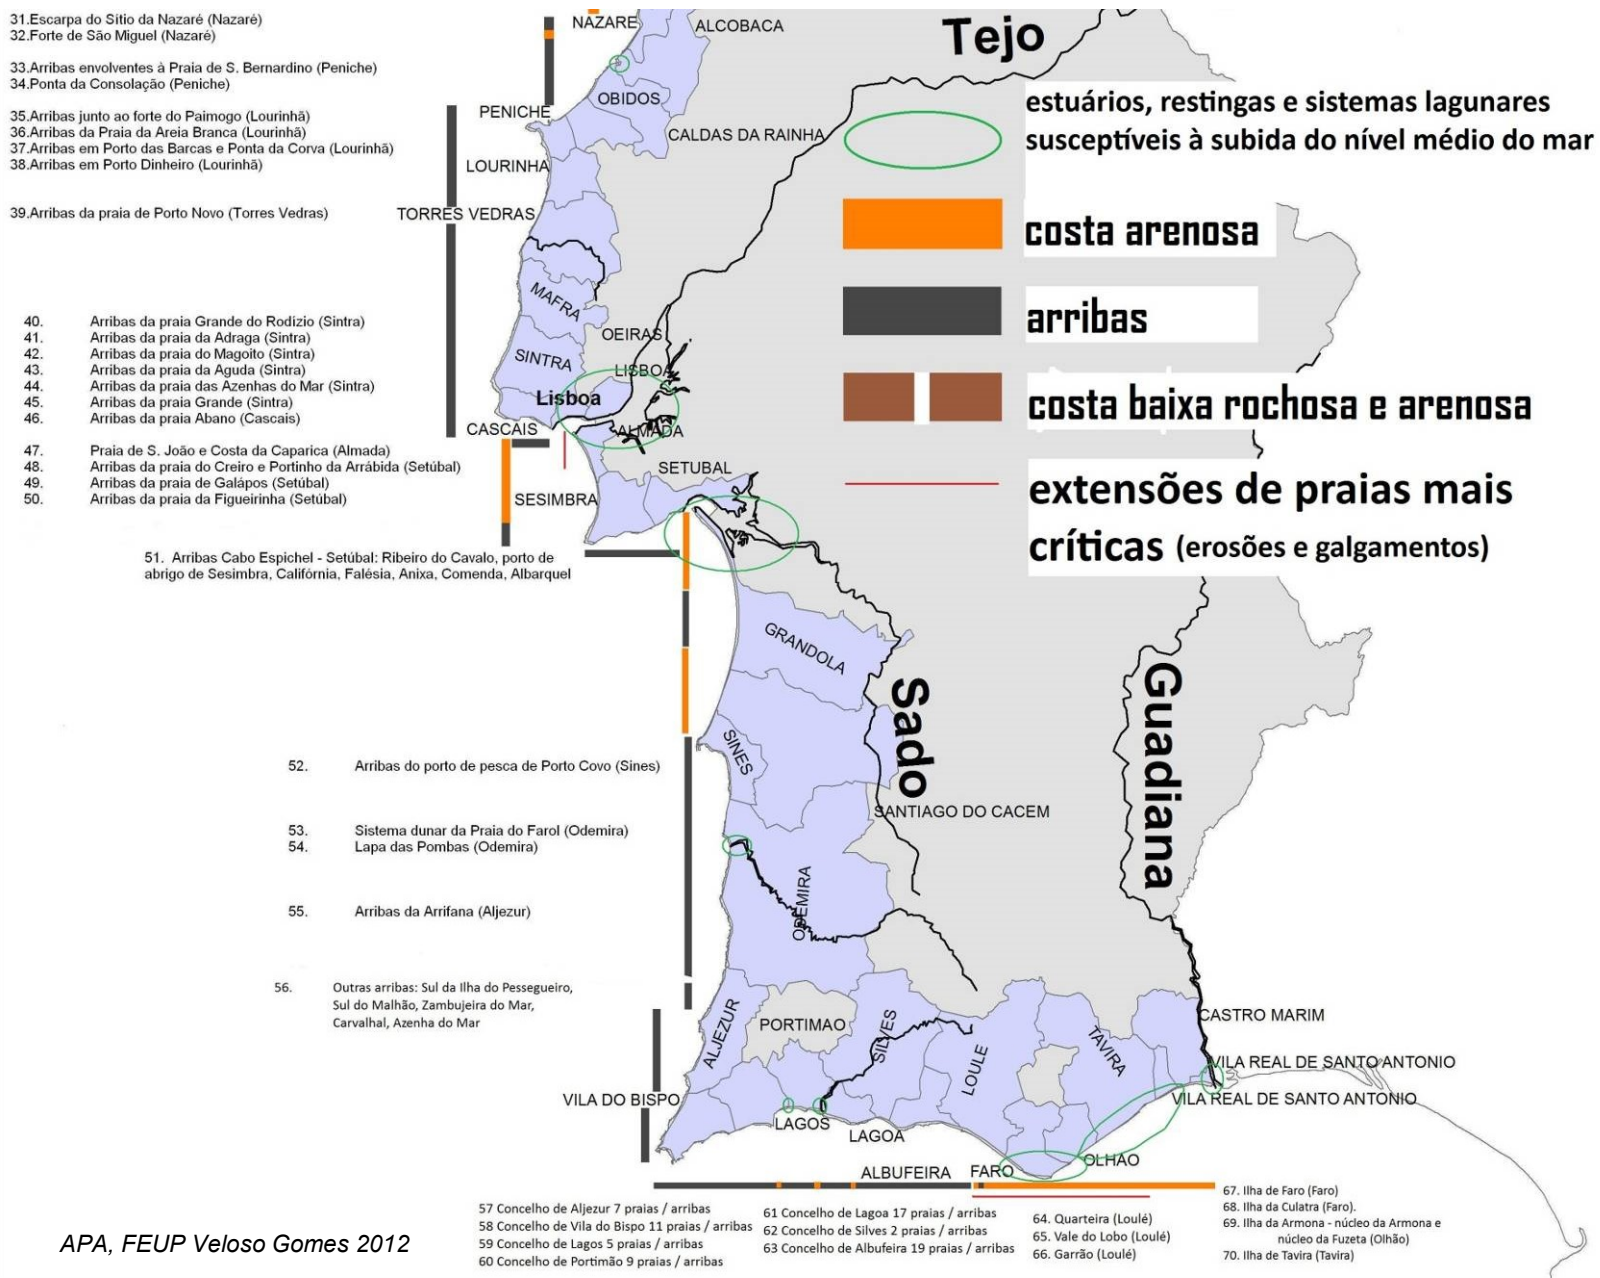 31.Escarpa do Sítio da Nazaré (Nazaré)
32.Forte de São Miguel (Nazaré)
33.Arribas envolventes à Praia de S. Bernardino (Peniche)
34.Ponta da Consolação (Peniche)
35.Arribas junto ao forte do Paimogo (Lourinhã)
36.Arribas da Praia da Areia Branca (Lourinhã)
37.Arribas em Porto das Barcas e Ponta da Corva (Lourinhã)
38.Arribas em Porto Dinheiro (Lourinhã)
39.Arribas da praia de Porto Novo (Torres Vedras)
40. Arribas da praia Grande do Rodízio (Sintra)
41. Arribas da praia da Adraga (Sintra)
42. Arribas da praia do Magoito (Sintra)
43. Arribas da praia da Aguda (Sintra)
44. Arribas da praia das Azenhas do Mar (Sintra)
45. Arribas da praia Grande (Sintra)
46. Arribas da praia Abano (Cascais)
47. Praia de S. João e Costa da Caparica (Almada)
48. Arribas da praia do Creiro e Portinho da Arrábida (Setúbal)
49. Arribas da praia de Galápos (Setúbal)
50. Arribas da praia da Figueirinha (Setúbal)
51. Arribas Cabo Espichel - Setúbal: Ribeiro do Cavalo, porto de
abrigo de Sesimbra, Califórnia, Falésia, Anixa, Comenda, Albarquel
52. Arribas do porto de pesca de Porto Covo (Sines)
53. Sistema dunar da Praia do Farol (Odemira)
54. Lapa das Pombas (Odemira)
55. Arribas da Arrifana (Aljezur)
56. Outras arribas: Sul da Ilha do Pessegueiro,
Sul do Malhão, Zambujeira do Mar,
Carvalhal, Azenha do Mar
NAZARE
ALCOBACA
OBIDOS
PENICHE
CALDAS DA RAINHA
LOURINHA
TORRES VEDRAS
MAFRA
OEIRAS
SINTRA
LISBOA
Lisboa
CASCAIS
ALMADA
SETUBAL
SESIMBRA
GRANDOLA
SINES
SANTIAGO DO CACEM
ODEMIRA
ALJEZUR
PORTIMAO
SILVES
LOULE
TAVIRA
CASTRO MARIM
VILA REAL DE SANTO ANTONIO
VILA REAL DE SANTO ANTONIO
VILA DO BISPO
LAGOS
LAGOA
ALBUFEIRA
FARO
OLHAO
Tejo
Sado
Guadiana
estuários, restingas e sistemas lagunares
susceptíveis à subida do nível médio do mar
costa arenosa
arribas
costa baixa rochosa e arenosa
extensões de praias mais
críticas (erosões e galgamentos)
57 Concelho de Aljezur 7 praias / arribas
58 Concelho de Vila do Bispo 11 praias / arribas
59 Concelho de Lagos 5 praias / arribas
60 Concelho de Portimão 9 praias / arribas
61 Concelho de Lagoa 17 praias / arribas
62 Concelho de Silves 2 praias / arribas
63 Concelho de Albufeira 19 praias / arribas
64. Quarteira (Loulé)
65. Vale do Lobo (Loulé)
66. Garrão (Loulé)
67. Ilha de Faro (Faro)
68. Ilha da Culatra (Faro).
69. Ilha da Armona - núcleo da Armona e
núcleo da Fuzeta (Olhão)
70. Ilha de Tavira (Tavira)
APA, FEUP Veloso Gomes 2012